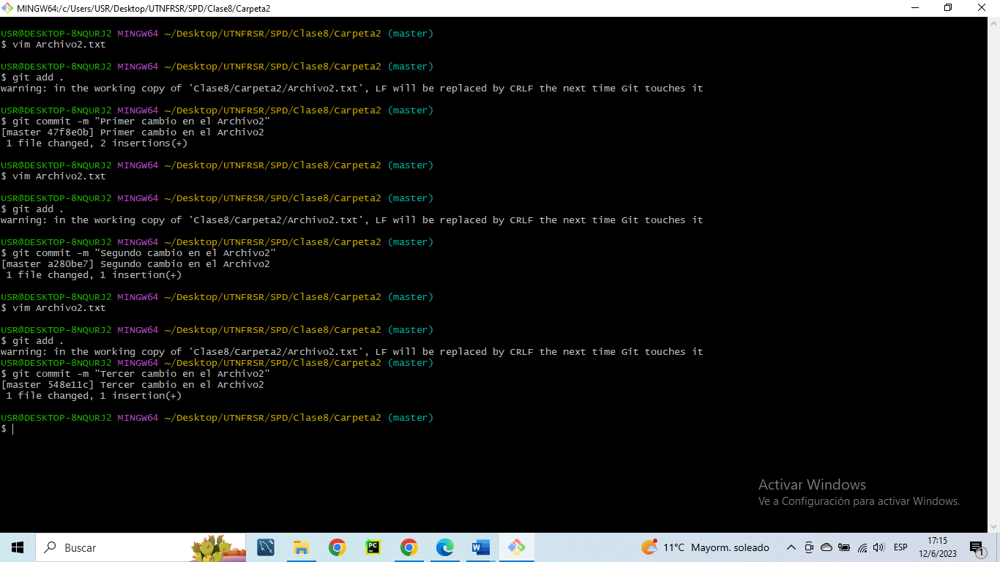 MINGW64:/c/Users/USR/Desktop/UTNFRSR/SPD/Clase8/Carpeta2
USR@DESKTOP-8NQURJ2 MINGW64 ~/Desktop/UTNFRSR/SPD/Clase8/Carpeta2 (master)
$ vim Archivo2.txt
USR@DESKTOP-8NQURJ2 MINGW64 ~/Desktop/UTNFRSR/SPD/Clase8/Carpeta2 (master)
$ git add .
warning: in the working copy of 'Clase8/Carpeta2/Archivo2.txt', LF will be replaced by CRLF the next time Git touches it
USR@DESKTOP-8NQURJ2 MINGW64 ~/Desktop/UTNFRSR/SPD/Clase8/Carpeta2 (master)
$ git commit -m "Primer cambio en el Archivo2"
[master 47f8e0b] Primer cambio en el Archivo2
1 file changed, 2 insertions(+)
USR@DESKTOP-8NQURJ2 MINGW64 ~/Desktop/UTNFRSR/SPD/Clase8/Carpeta2 (master)
$ vim Archivo2.txt
USR@DESKTOP-8NQURJ2 MINGW64 ~/Desktop/UTNFRSR/SPD/Clase8/Carpeta2 (master)
$ git add .
warning: in the working copy of 'Clase8/Carpeta2/Archivo2.txt', LF will be replaced by CRLF the next time Git touches it
USR@DESKTOP-8NQURJ2 MINGW64 ~/Desktop/UTNFRSR/SPD/Clase8/Carpeta2 (master)
$ git commit -m "Segundo cambio en el Archivo2"
[master a280be7] Segundo cambio en el Archivo2
1 file changed, 1 insertion(+)
USR@DESKTOP-8NQURJ2 MINGW64 ~/Desktop/UTNFRSR/SPD/Clase8/Carpeta2 (master)
$ vim Archivo2.txt
USR@DESKTOP-8NQURJ2 MINGW64 ~/Desktop/UTNFRSR/SPD/Clase8/Carpeta2 (master)
$ git add .
warning: in the working copy of 'Clase8/Carpeta2/Archivo2.txt', LF will be replaced by CRLF the next time Git touches it
USR@DESKTOP-8NQURJ2 MINGW64 ~/Desktop/UTNFRSR/SPD/Clase8/Carpeta2 (master)
$ git commit -m "Tercer cambio en el Archivo2"
[master 548e11c] Tercer cambio en el Archivo2
1 file changed, 1 insertion(+)
USR@DESKTOP-8NQURJ2 MINGW64 ~/Desktop/UTNFRSR/SPD/Clase8/Carpeta2 (master)
$
Activar Windows
Ve a Configuración para activar Windows.
Buscar
PC
W
11°C Mayorm. soleado
ESP
17:15
12/6/2023
1